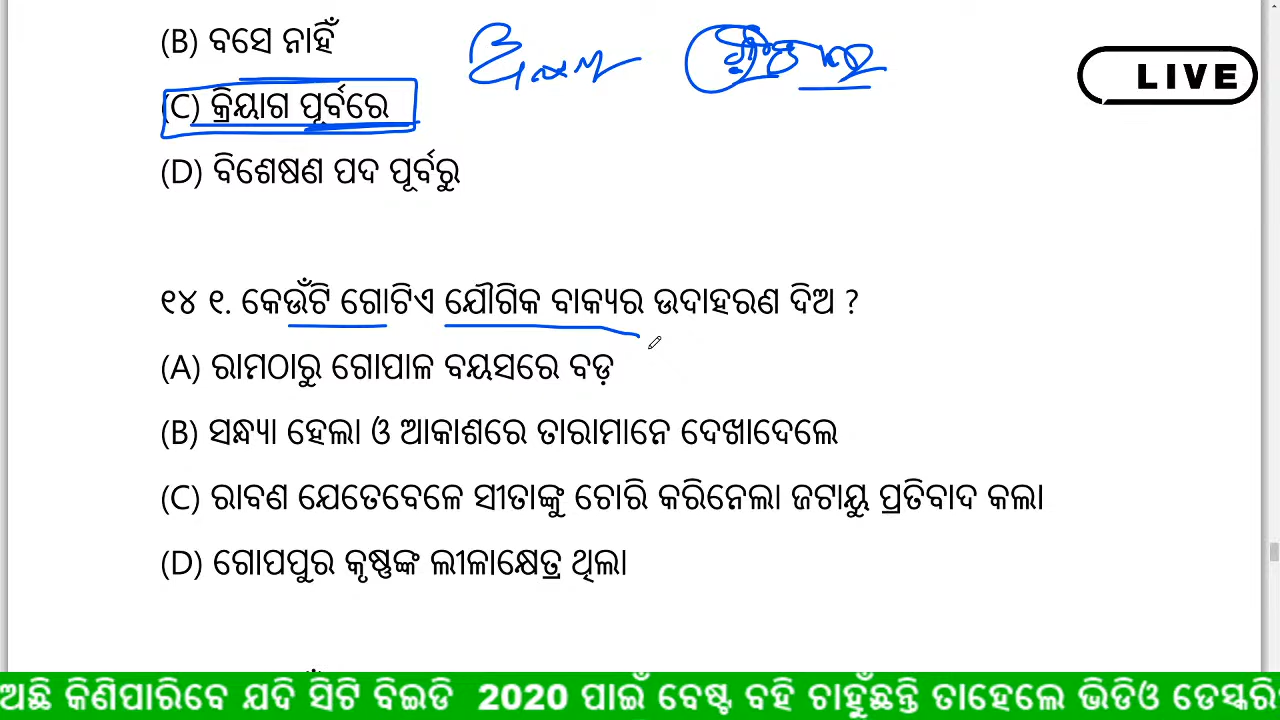 (B) ବସେ ନାହିଁ
(C) କ୍ରିୟାଗ ପୂର୍ବରେ
LIVE
(D) ବିଶେଷଣ ପଦ ପୂର୍ବରୁ
୧୪ ୧. କେଉଁଟି ଗୋଟିଏ ଯୌଗିକ ବାକ୍ୟର ଉଦାହରଣ ଦିଅ ?
(A) ରାମଠାରୁ ଗୋପାଳ ବୟସରେ ବଡ଼
(B) ସନ୍ଧ୍ୟା ହେଲା ଓ ଆକାଶରେ ତାରାମାନେ ଦେଖାଦେଲେ
(C) ରାବଣ ଯେତେବେଳେ ସୀତାଙ୍କୁ ଚୋରି କରିନେଲା ଜଟାୟୁ ପ୍ରତିବାଦ କଲା
(D) ଗୋପପୁର କୃଷ୍ଣଙ୍କ ଲୀଳାକ୍ଷେତ୍ର ଥିଲା
ଅଛି କିଣିପାରିବେ ଯଦି ସିଟି ବିଇଡି 2020 ପାଇଁ ବେଷ୍ଟ ବହି ଚାହୁଁଛନ୍ତି ତାହେଲେ ଭିଡିଓ ଡେସ୍କରି